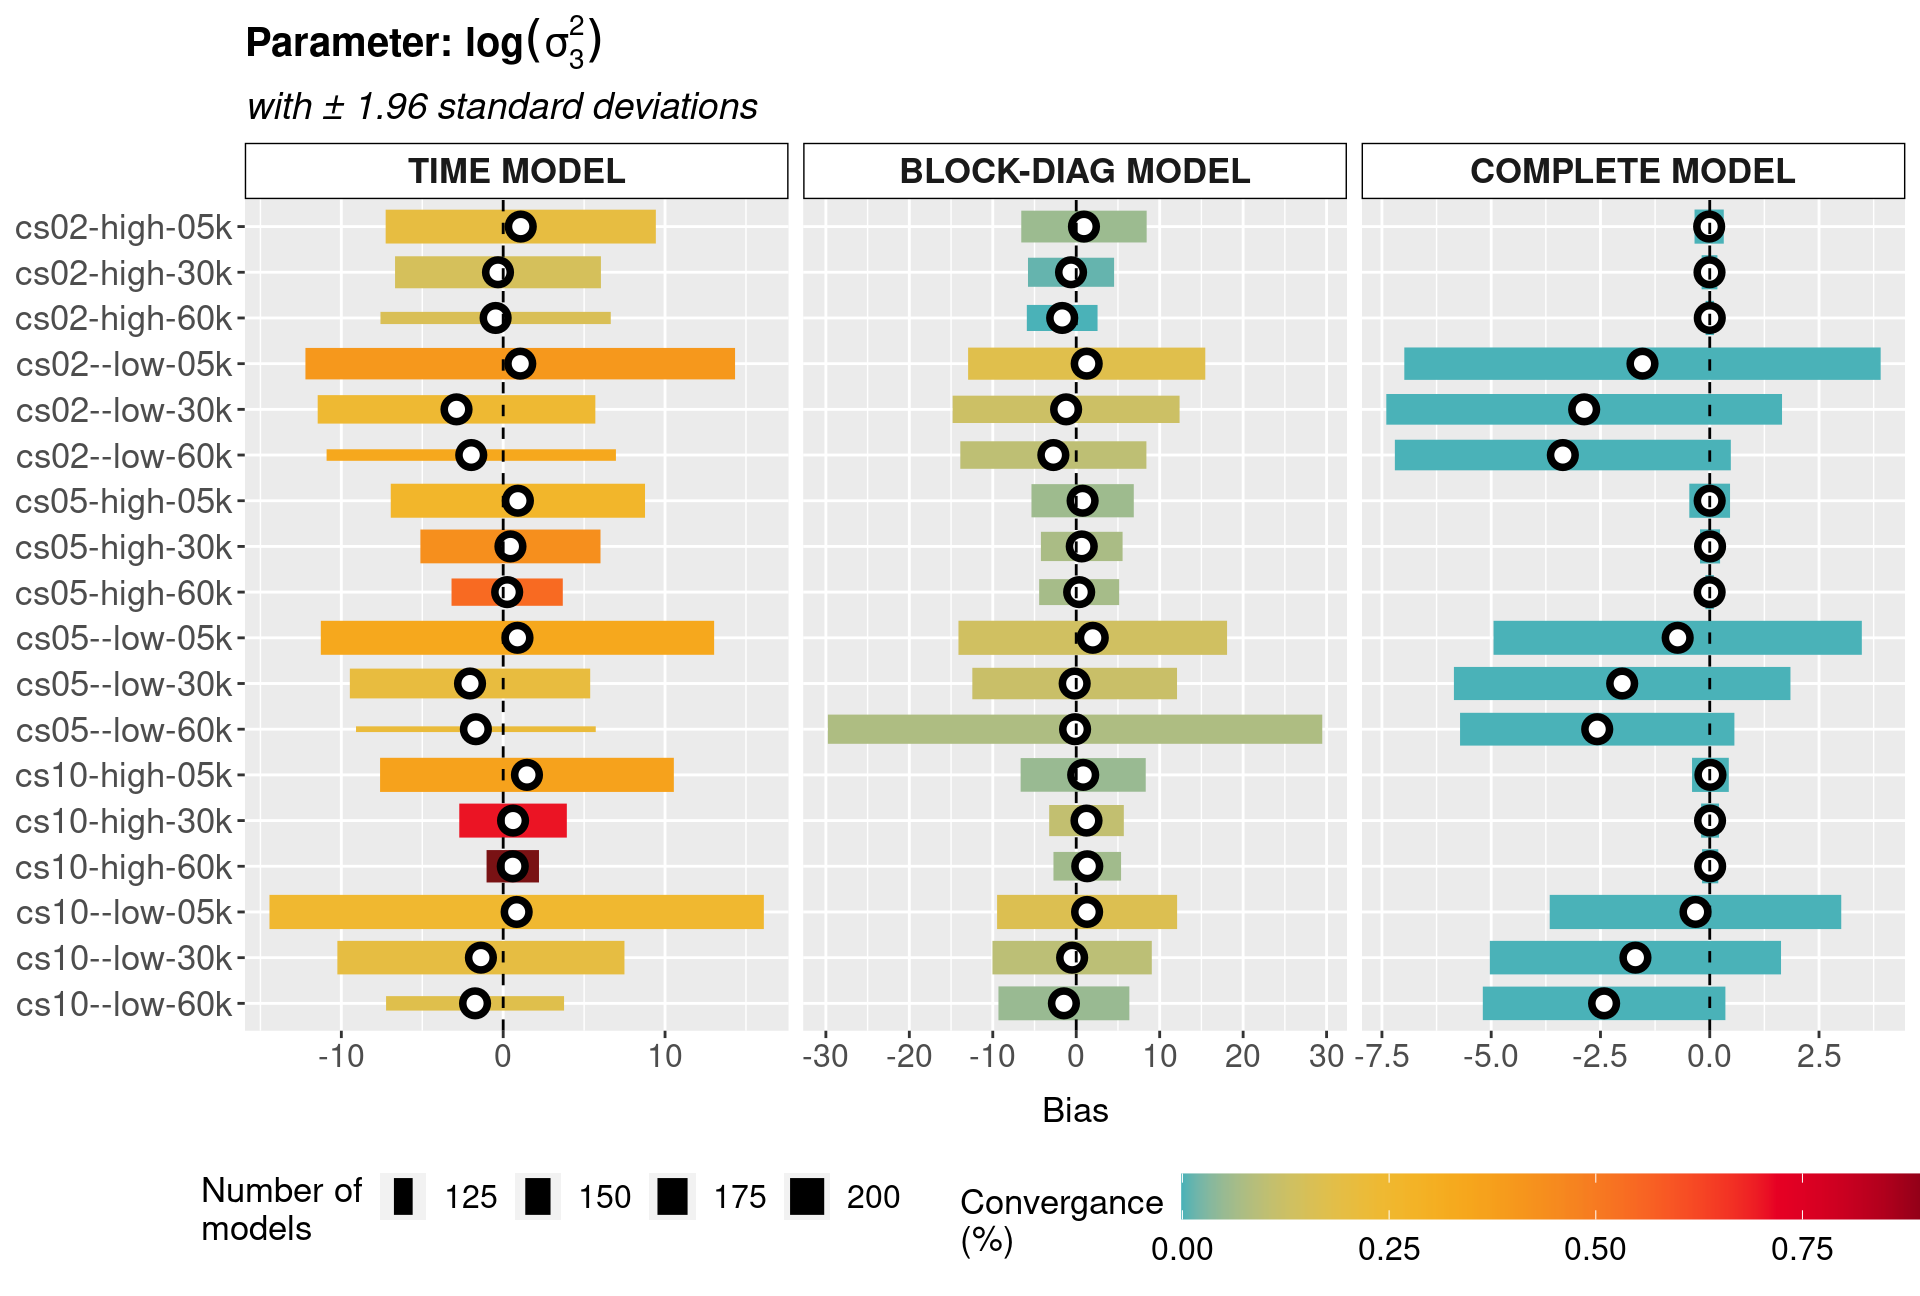 Parameter: log(σ₃²)
with ± 1.96 standard deviations
TIME MODEL
BLOCK-DIAG MODEL
COMPLETE MODEL
cs02-high-05k
cs02-high-30k
cs02-high-60k
cs02--low-05k
cs02--low-30k
cs02--low-60k
cs05-high-05k
cs05-high-30k
cs05-high-60k
cs05--low-05k
cs05--low-30k
cs05--low-60k
cs10-high-05k
cs10-high-30k
cs10-high-60k
cs10--low-05k
cs10--low-30k
cs10--low-60k
-10 0 10
-30 -20 -10 0 10 20 30
-7.5 -5.0 -2.5 0.0 2.5
Bias
Number of
models
125 150 175 200
Convergance
(%)
0.00 0.25 0.50 0.75